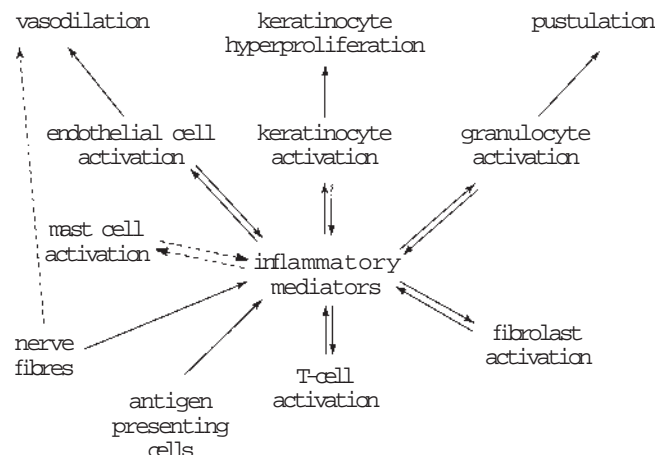 vasodilation
keratinocyte
hyperproliferation
pustulation
endothelial cell
activation
keratinocyte
activation
granulocyte
activation
mast cell
activation
inflammatory
mediators
nerve
fibres
fibrolast
activation
T-cell
activation
antigen
presenting
cells